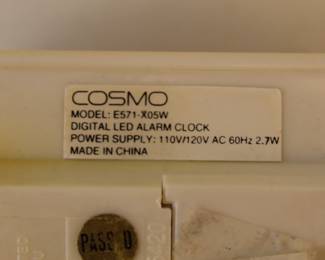 COSMO
MODEL: E571-X05W
DIGITAL LED ALARM CLOCK
POWER SUPPLY: 110V/120V AC 60Hz 2.7W
MADE IN CHINA
PASS D